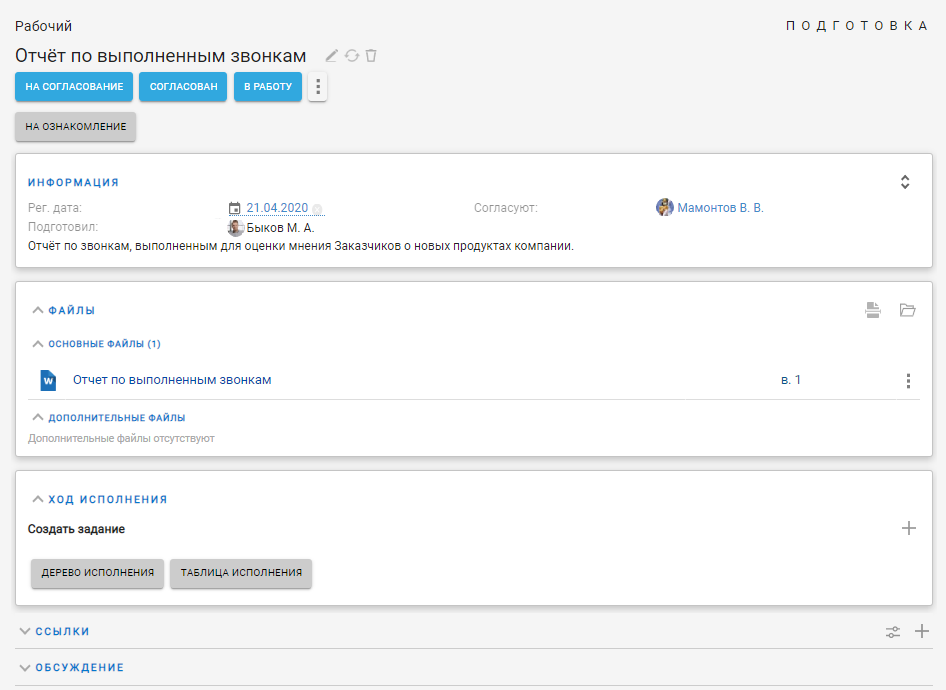 Рабочий
ПОДГОТОВКА
Отчёт по выполненным звонкам
НА СОГЛАСОВАНИЕ СОГЛАСОВАН В РАБОТУ
НА ОЗНАКОМЛЕНИЕ
ИНФОРМАЦИЯ
Рег. дата: 21.04.2020 Согласуют: Мамонтов В. В.
Подготовил: Быков М. А.
Отчёт по звонкам, выполненным для оценки мнения Заказчиков о новых продуктах компании.
ФАЙЛЫ
ОСНОВНЫЕ ФАЙЛЫ (1)
W Отчет по выполненным звонкам в. 1
ДОПОЛНИТЕЛЬНЫЕ ФАЙЛЫ
Дополнительные файлы отсутствуют
ХОД ИСПОЛНЕНИЯ
Создать задание
ДЕРЕВО ИСПОЛНЕНИЯ ТАБЛИЦА ИСПОЛНЕНИЯ
ССЫЛКИ
ОБСУЖДЕНИЕ